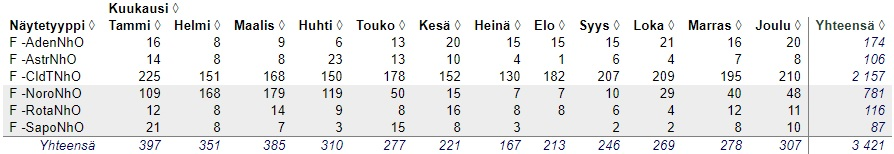 Kuukausi ◊
Näytetyyppi ◊ Tammi ◊ Helmi ◊ Maalis ◊ Huhti ◊ Touko ◊ Kesä ◊ Heinä ◊ Elo ◊ Syys ◊ Loka ◊ Marras ◊ Joulu ◊ Yhteensä ◊
F -AdenNhO 16 8 9 6 13 20 15 15 15 21 16 20 174
F -AstrNhO 14 8 8 23 13 10 4 1 6 4 7 8 106
F -CldTNhO 225 151 168 150 178 152 130 182 207 209 195 210 2 157
F -NoroNhO 109 168 179 119 50 15 7 7 10 29 40 48 781
F -RotaNhO 12 8 14 9 8 16 8 8 6 4 12 11 116
F -SapoNhO 21 8 7 3 15 8 3 2 2 8 10 87
Yhteensä 397 351 385 310 277 221 167 213 246 269 278 307 3 421